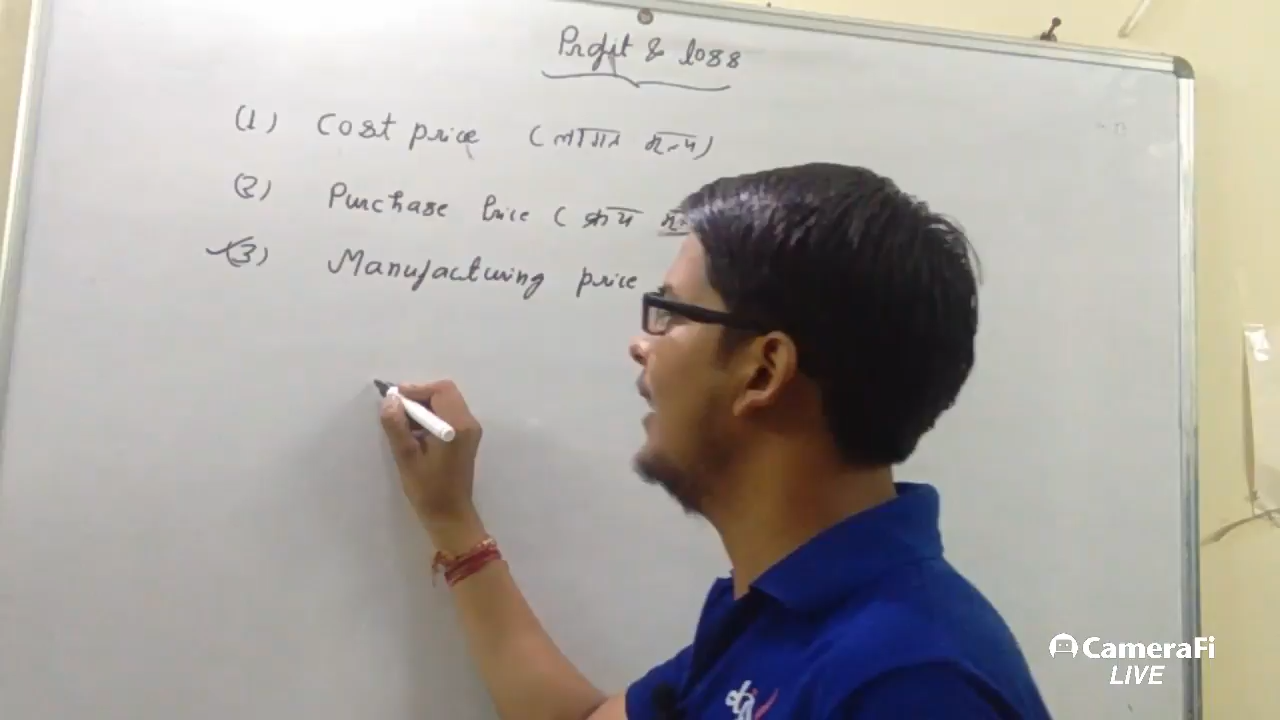 Profit & loss
(1) Cost price (लागत मूल्य)
(2) Purchase Price (क्रय
(3) Manufacturing price
CameraFi
LIVE